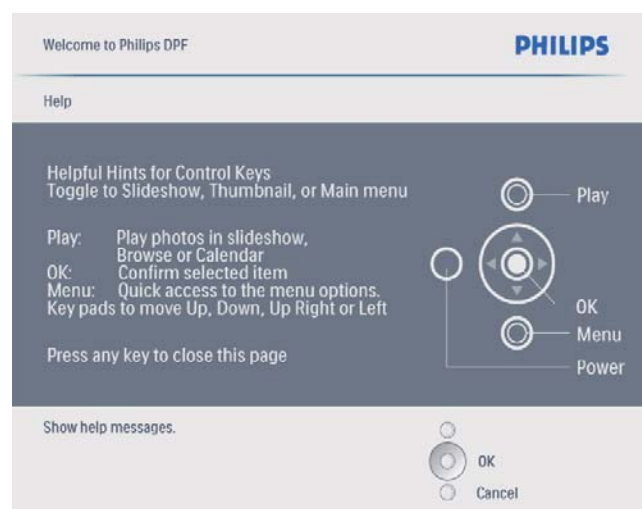 Welcome to Philips DPF
PHILIPS
Help
Helpful Hints for Control Keys
Toggle to Slideshow, Thumbnail, or Main menu
Play: Play photos in slideshow,
Browse or Calendar
OK: Confirm selected item
Menu: Quick access to the menu options.
Key pads to move Up, Down, Up Right or Left
Press any key to close this page
Play
OK
Menu
Power
Show help messages.
OK
Cancel